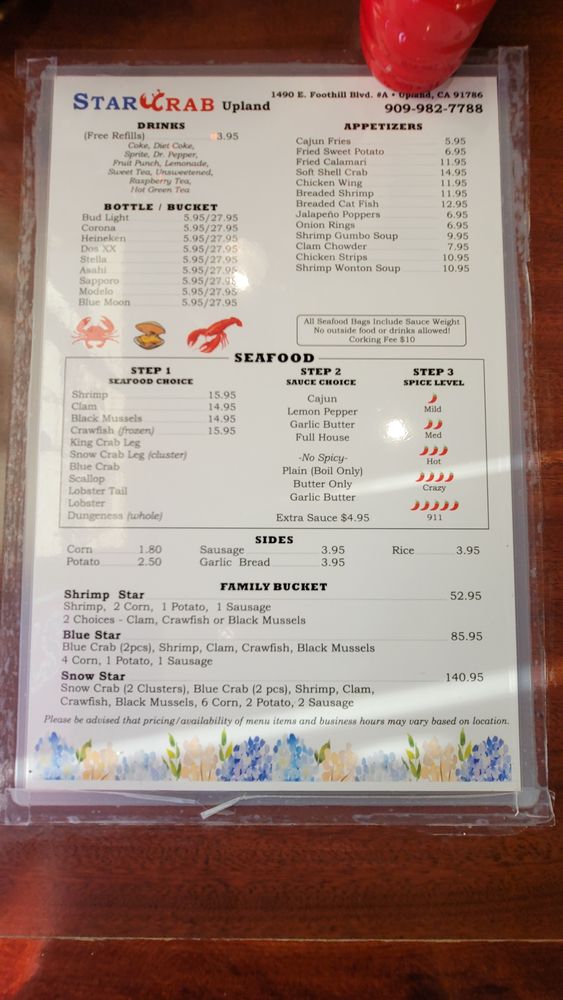 STAR CRAB Upland
1490 E. Foothill Blvd. #A • Upland, CA 91786
909-982-7788
DRINKS
(Free Refills) 3.95
Coke, Diet Coke,
Sprite, Dr. Pepper,
Fruit Punch, Lemonade,
Sweet Tea, Unsweetened,
Raspberry Tea,
Hot Green Tea
BOTTLE / BUCKET
Bud Light 5.95/27.95
Corona 5.95/27.95
Heineken 5.95/27.95
Dos XX 5.95/27.95
Stella 5.95/27.95
Asahi 5.95/27.95
Sapporo 5.95/27.95
Modelo 5.95/27.95
Blue Moon 5.95/27.95
APPETIZERS
Cajun Fries 5.95
Fried Sweet Potato 6.95
Fried Calamari 11.95
Soft Shell Crab 14.95
Chicken Wing 11.95
Breaded Shrimp 11.95
Breaded Cat Fish 12.95
Jalapeño Poppers 6.95
Onion Rings 6.95
Shrimp Gumbo Soup 9.95
Clam Chowder 7.95
Chicken Strips 10.95
Shrimp Wonton Soup 10.95
All Seafood Bags Include Sauce Weight
No outside food or drinks allowed!
Corking Fee $10
SEAFOOD
STEP 1
SEAFOOD CHOICE
Shrimp 15.95
Clam 14.95
Black Mussels 14.95
Crawfish (frozen) 15.95
King Crab Leg
Snow Crab Leg (cluster)
Blue Crab
Scallop
Lobster Tail
Lobster
Dungeness (whole)
STEP 2
SAUCE CHOICE
Cajun
Lemon Pepper
Garlic Butter
Full House
-No Spicy-
Plain (Boil Only)
Butter Only
Garlic Butter
Extra Sauce $4.95
STEP 3
SPICE LEVEL
Mild
Med
Hot
Crazy
911
SIDES
Corn 1.80
Potato 2.50
Sausage 3.95
Garlic Bread 3.95
Rice 3.95
FAMILY BUCKET
Shrimp Star 52.95
Shrimp, 2 Corn, 1 Potato, 1 Sausage
2 Choices - Clam, Crawfish or Black Mussels
Blue Star 85.95
Blue Crab (2pcs), Shrimp, Clam, Crawfish, Black Mussels
4 Corn, 1 Potato, 1 Sausage
Snow Star 140.95
Snow Crab (2 Clusters), Blue Crab (2 pcs), Shrimp, Clam,
Crawfish, Black Mussels, 6 Corn, 2 Potato, 2 Sausage
Please be advised that pricing/availability of menu items and business hours may vary based on location.